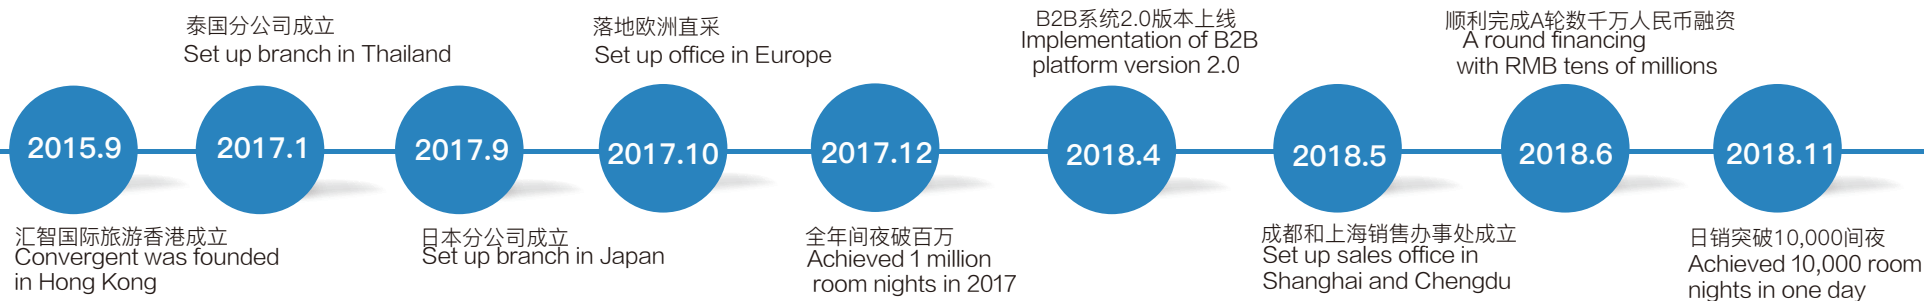 2015.9
汇智国际旅游香港成立
Convergent was founded
in Hong Kong
泰国分公司成立
Set up branch in Thailand
2017.1
2017.9
日本分公司成立
Set up branch in Japan
落地欧洲直采
Set up office in Europe
2017.10
2017.12
全年间夜破百万
Achieved 1 million
room nights in 2017
B2B系统2.0版本上线
Implementation of B2B
platform version 2.0
2018.4
2018.5
成都和上海销售办事处成立
Set up sales office in
Shanghai and Chengdu
顺利完成A轮数千万人民币融资
A round financing
with RMB tens of millions
2018.6
2018.11
日销突破10,000间夜
Achieved 10,000 room
nights in one day